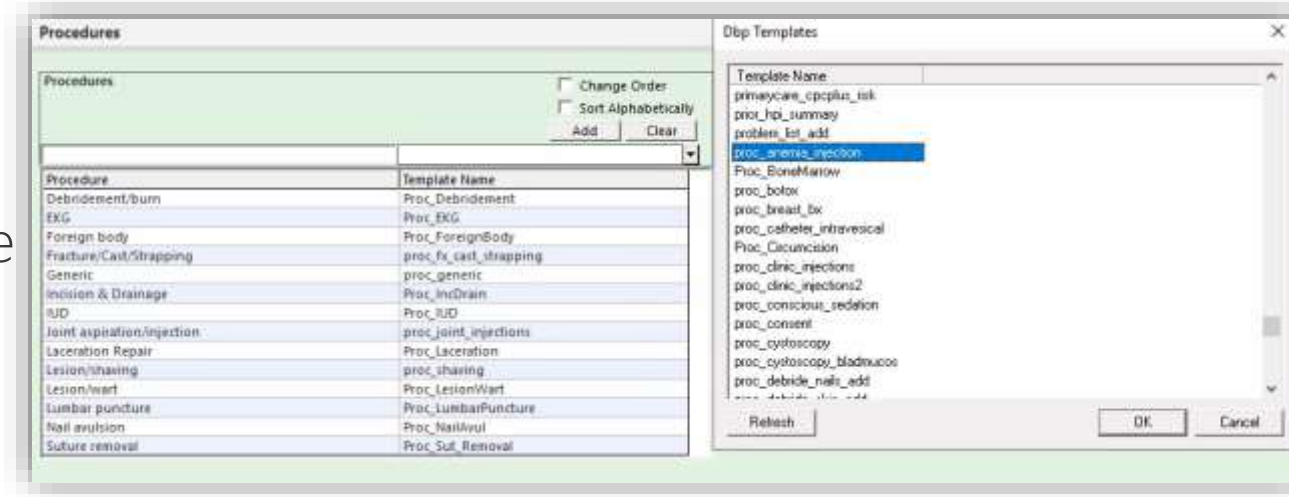 Procedures
Procedures
Change Order
Sort Alphabetically
Add Clear
Procedure Template Name
Debridement/burn Proc_Debridement
EKG Proc_EKG
Foreign body Proc_ForeignBody
Fracture/Cast/Strapping proc_fx_cast_strapping
Generic proc_generic
Incision & Drainage Proc_IncDrain
IUD Proc_IUD
Joint aspiration/injection proc_joint_injections
Laceration Repair Proc_Laceration
Lesion/shaving proc_shaving
Lesion/wart Proc_LesionWart
Lumbar puncture Proc_LumbarPuncture
Nail avulsion Proc_NailAvul
Suture removal Proc_Sut_Removal
e
Dbp Templates
Template Name
primarycare_cpcplus_risk
prior_hpi_summary
problem_list_add
proc_anemia_injection
Proc_BoneMarrow
proc_botox
proc_breast_bx
proc_catheter_intravesical
Proc_Circumcision
proc_clinic_injections
proc_clinic_injections2
proc_conscious_sedation
proc_consent
proc_cystoscopy
proc_cystoscopy_bladmucos
proc_debride_nails_add
Refresh OK Cancel